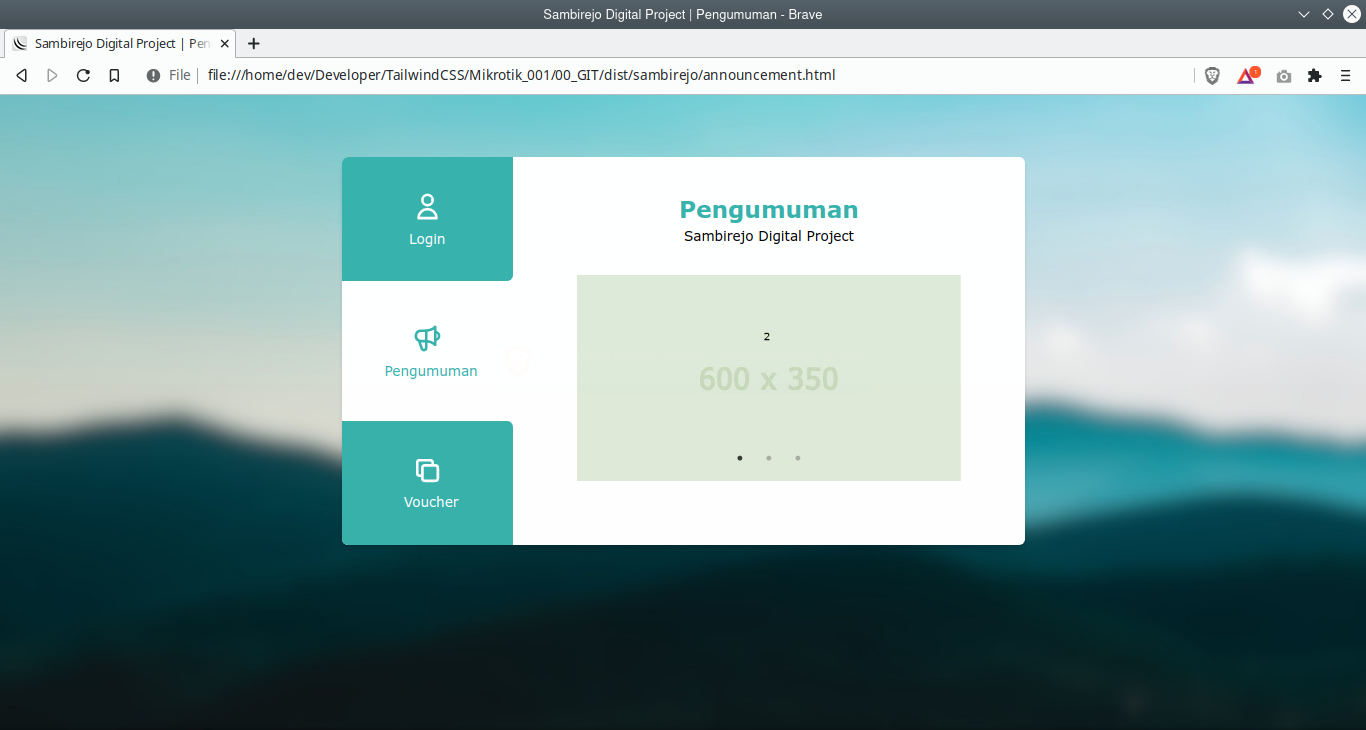 Sambirejo Digital Project | Pengumuman - Brave
Sambirejo Digital Project | Pen
File
file:///home/dev/Developer/TailwindCSS/Mikrotik_001/00_GIT/dist/sambirejo/announcement.html
1
Login
Pengumuman
Voucher
Pengumuman
Sambirejo Digital Project
2
600 x 350